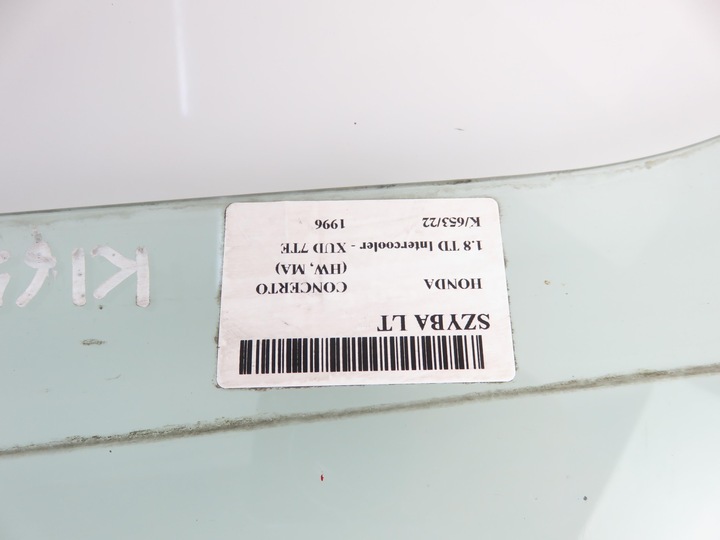 SZYBA LT
HONDA CONCERTO
(HW, MA)
1.8 TD Intercooler - XUD 7TE
K/653/22 1996